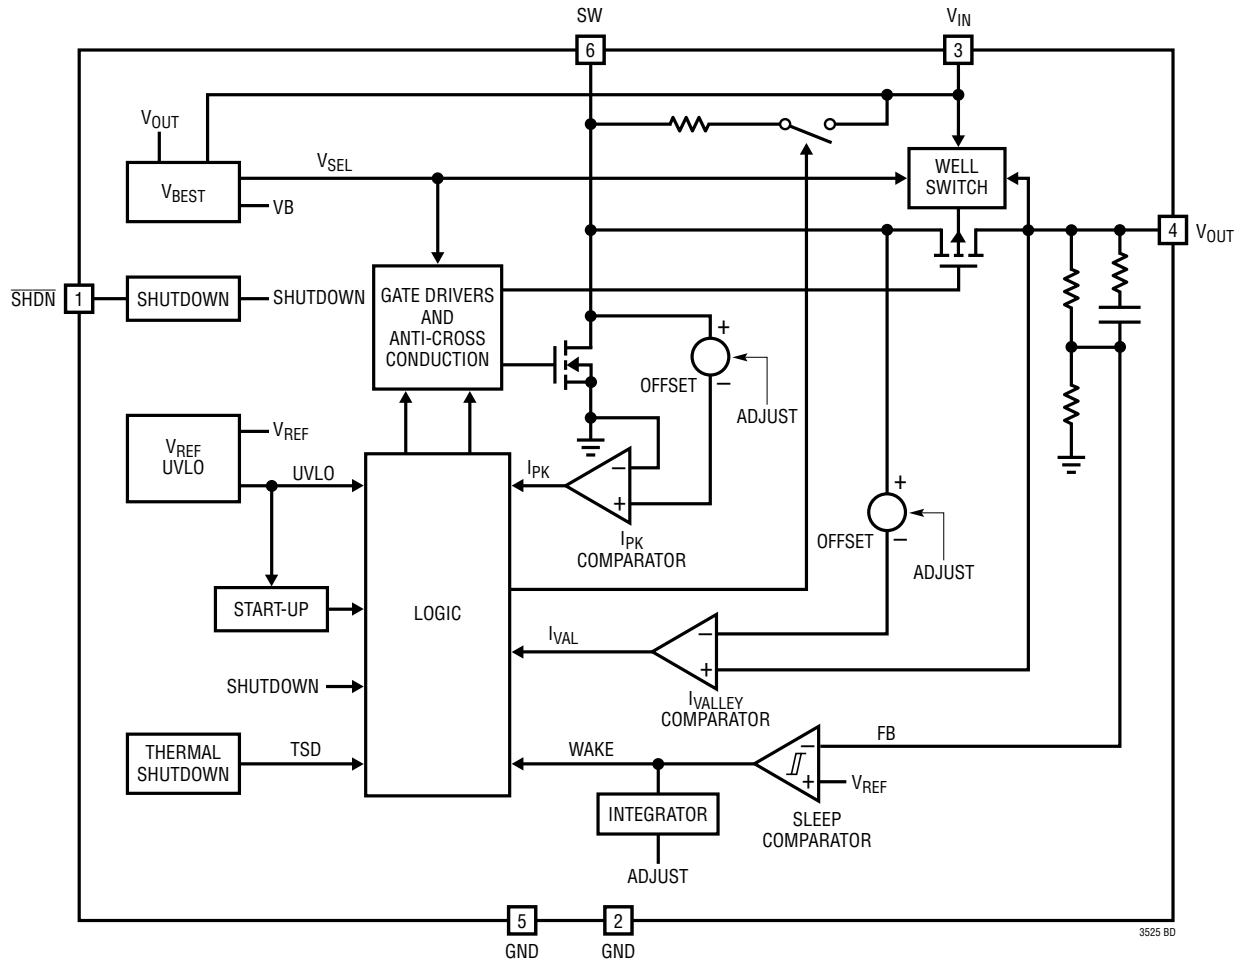 SW
VIN
6
3
VOUT
VBEST
VSEL
VB
WELL
SWITCH
4
VOUT
SHDN
1
SHUTDOWN
SHUTDOWN
GATE DRIVERS
AND
ANTI-CROSS
CONDUCTION
+
OFFSET
–
ADJUST
VREF
UVLO
VREF
UVLO
IPK
–
+
IPK
COMPARATOR
+
OFFSET
–
ADJUST
START-UP
LOGIC
IVAL
–
+
IVALLEY
COMPARATOR
SHUTDOWN
THERMAL
SHUTDOWN
TSD
WAKE
FB
–
+
VREF
SLEEP
COMPARATOR
INTEGRATOR
ADJUST
5
2
GND
GND
3525 BD